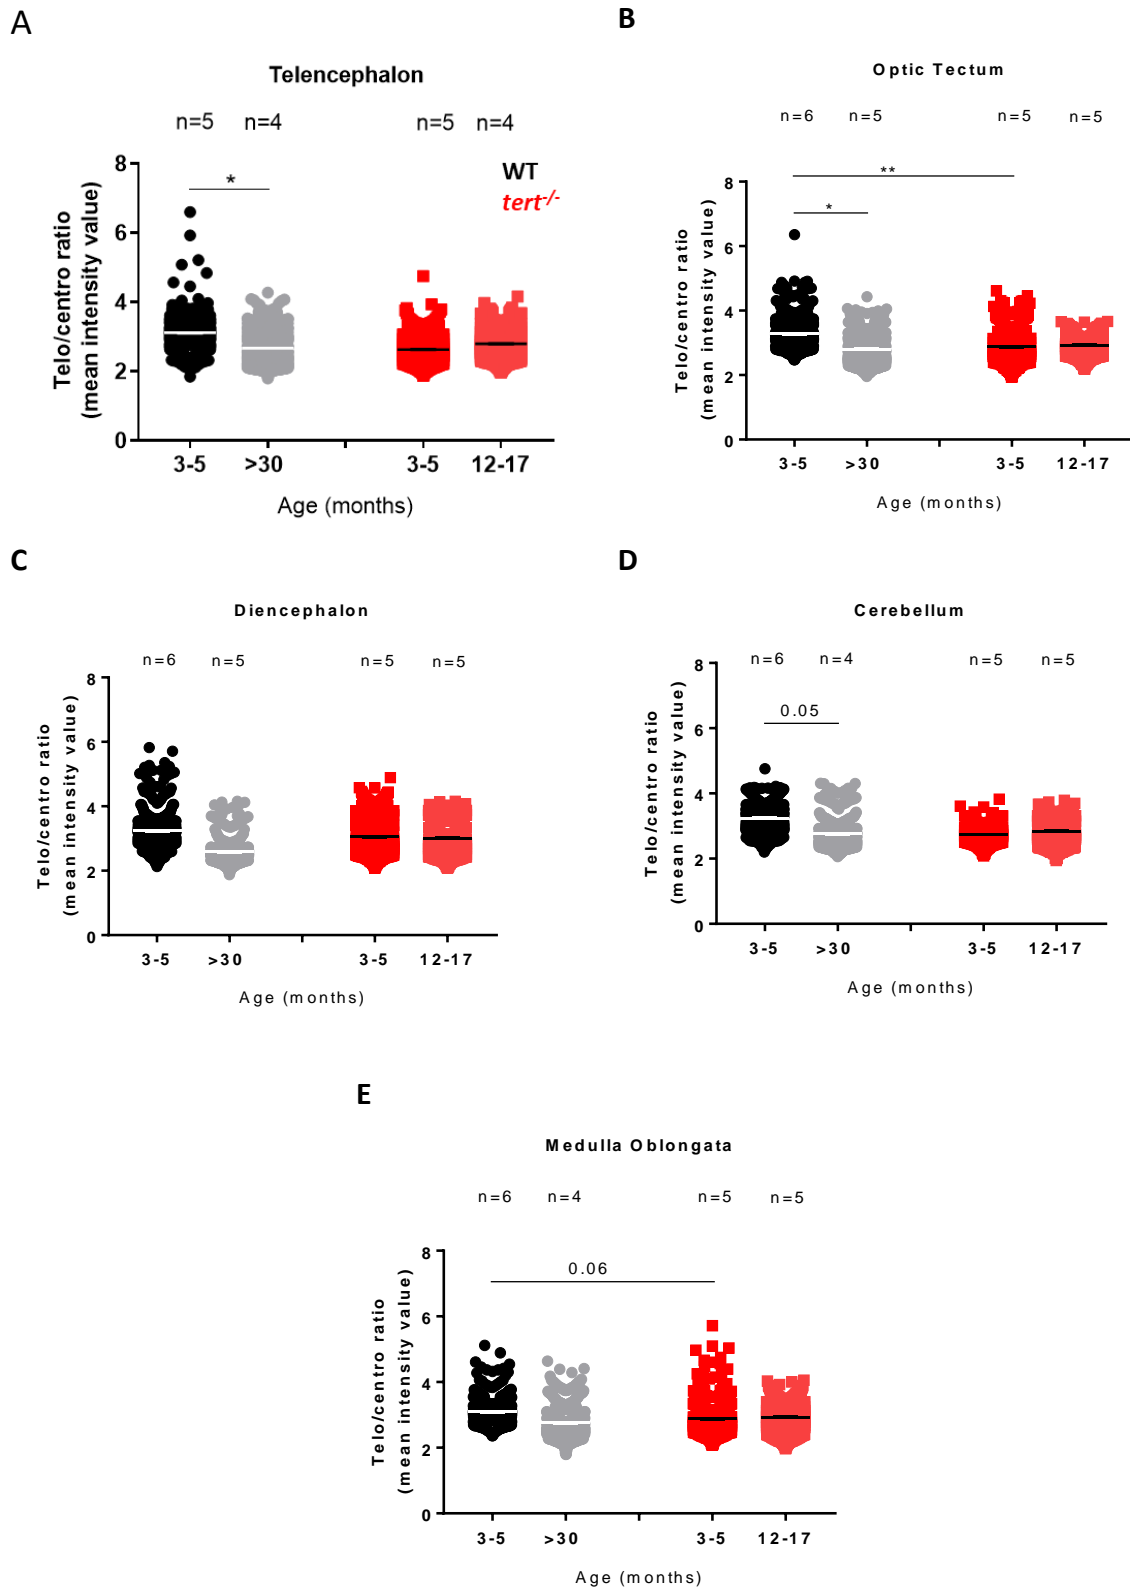 A
Telencephalon
n=5 n=4 n=5 n=4
WT
tert-/-
*
Telo/centro ratio
(mean intensity value)
8
6
4
2
0
3-5 >30 3-5 12-17
Age (months)
B
Optic Tectum
n=6 n=5 n=5 n=5
**
*
Telo/centro ratio
(mean intensity value)
8
6
4
2
0
3-5 >30 3-5 12-17
Age (months)
C
Diencephalon
n=6 n=5 n=5 n=5
Telo/centro ratio
(mean intensity value)
8
6
4
2
0
3-5 >30 3-5 12-17
Age (months)
D
Cerebellum
n=6 n=4 n=5 n=5
0.05
Telo/centro ratio
(mean intensity value)
8
6
4
2
0
3-5 >30 3-5 12-17
Age (months)
E
Medulla Oblongata
n=6 n=4 n=5 n=5
0.06
Telo/centro ratio
(mean intensity value)
8
6
4
2
0
3-5 >30 3-5 12-17
Age (months)